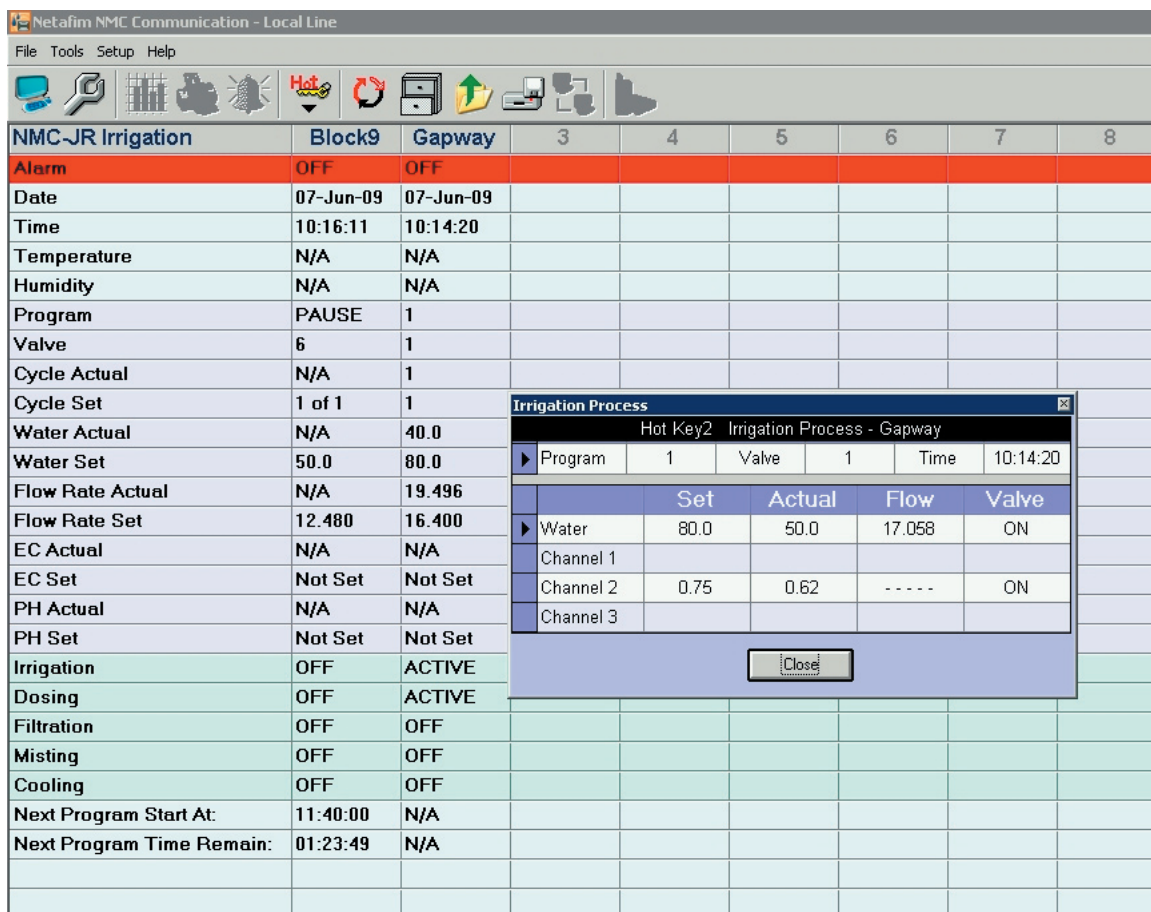 Netafim NMC Communication - Local Line
File Tools Setup Help
Hot
NMC-JR Irrigation Block9 Gapway 3 4 5 6 7 8
Alarm OFF OFF
Date 07-Jun-09 07-Jun-09
Time 10:16:11 10:14:20
Temperature N/A N/A
Humidity N/A N/A
Program PAUSE 1
Valve 6 1
Cycle Actual N/A 1
Cycle Set 1 of 1 1
Water Actual N/A 40.0
Water Set 50.0 80.0
Flow Rate Actual N/A 19.496
Flow Rate Set 12.480 16.400
EC Actual N/A N/A
EC Set Not Set Not Set
PH Actual N/A N/A
PH Set Not Set Not Set
Irrigation OFF ACTIVE
Dosing OFF ACTIVE
Filtration OFF OFF
Misting OFF OFF
Cooling OFF OFF
Next Program Start At: 11:40:00 N/A
Next Program Time Remain: 01:23:49 N/A
Irrigation Process
Hot Key2 Irrigation Process - Gapway
Program 1 Valve 1 Time 10:14:20
Set Actual Flow Valve
Water 80.0 50.0 17.058 ON
Channel 1
Channel 2 0.75 0.62 ----- ON
Channel 3
Close